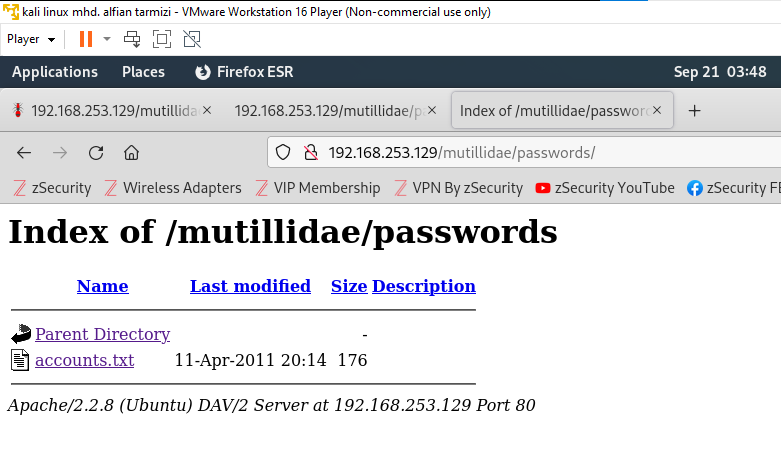 kali linux mhd. alfian tarmizi - VMware Workstation 16 Player (Non-commercial use only)
Player
Applications Places Firefox ESR Sep 21 03:48
192.168.253.129/mutillida 192.168.253.129/mutillidae/p Index of /mutillidae/passwor
192.168.253.129/mutillidae/passwords/
zSecurity Wireless Adapters VIP Membership VPN By zSecurity zSecurity YouTube zSecurity FE
Index of /mutillidae/passwords
Name Last modified Size Description
Parent Directory -
accounts.txt 11-Apr-2011 20:14 176
Apache/2.2.8 (Ubuntu) DAV/2 Server at 192.168.253.129 Port 80